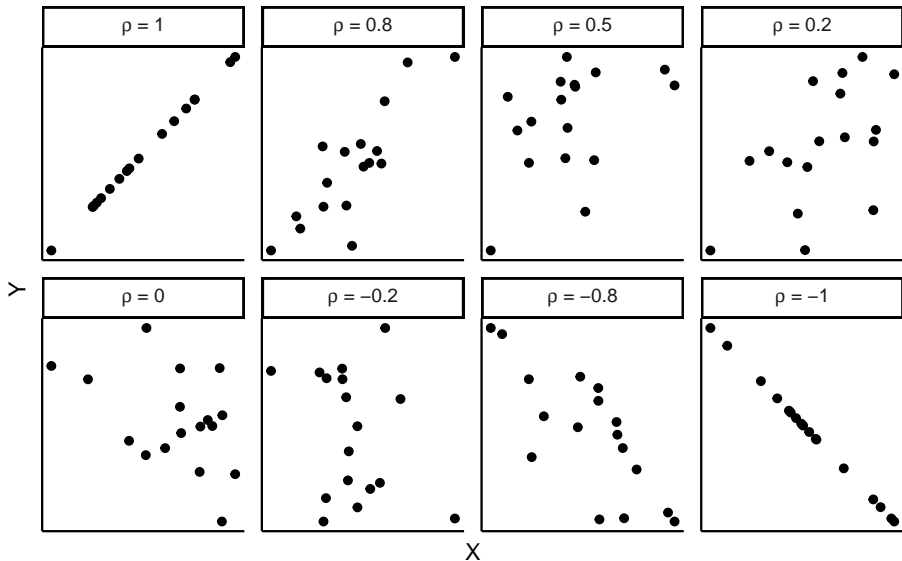 ρ = 1
ρ = 0.8
ρ = 0.5
ρ = 0.2
Y
ρ = 0
ρ = −0.2
ρ = −0.8
ρ = −1
X